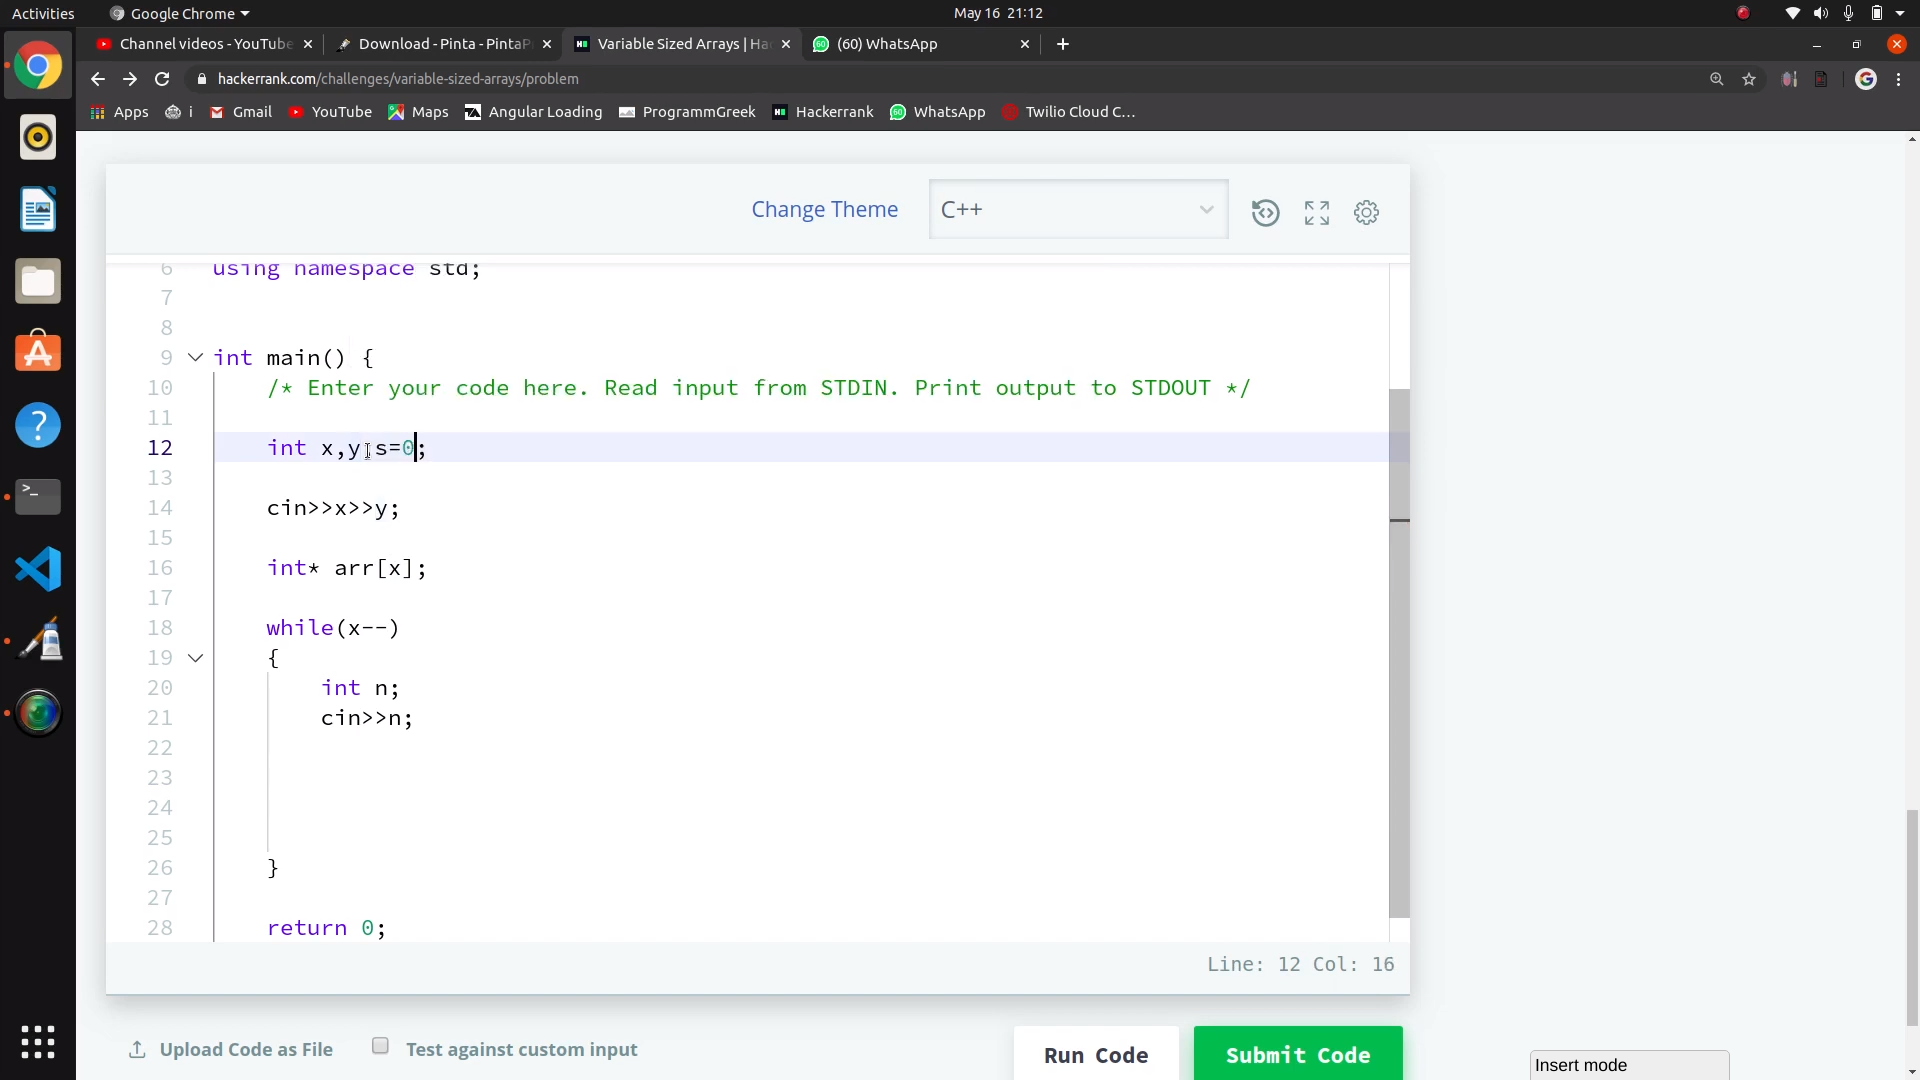 Activities
Google Chrome
May 16 21:12
Channel videos - YouTube
Download - Pinta - PintaP
Variable Sized Arrays | Ha
(60) WhatsApp
hackerrank.com/challenges/variable-sized-arrays/problem
Apps
i
Gmail
YouTube
Maps
Angular Loading
ProgrammGreek
Hackerrank
WhatsApp
Twilio Cloud C...
Change Theme
C++
6 using namespace std;
7
8
9 int main() {
10 /* Enter your code here. Read input from STDIN. Print output to STDOUT */
11
12 int x,y,s=0;
13
14 cin>>x>>y;
15
16 int* arr[x];
17
18 while(x--)
19 {
20 int n;
21 cin>>n;
22
23
24
25
26 }
27
28 return 0;
Line: 12 Col: 16
Upload Code as File
Test against custom input
Run Code
Submit Code
Insert mode